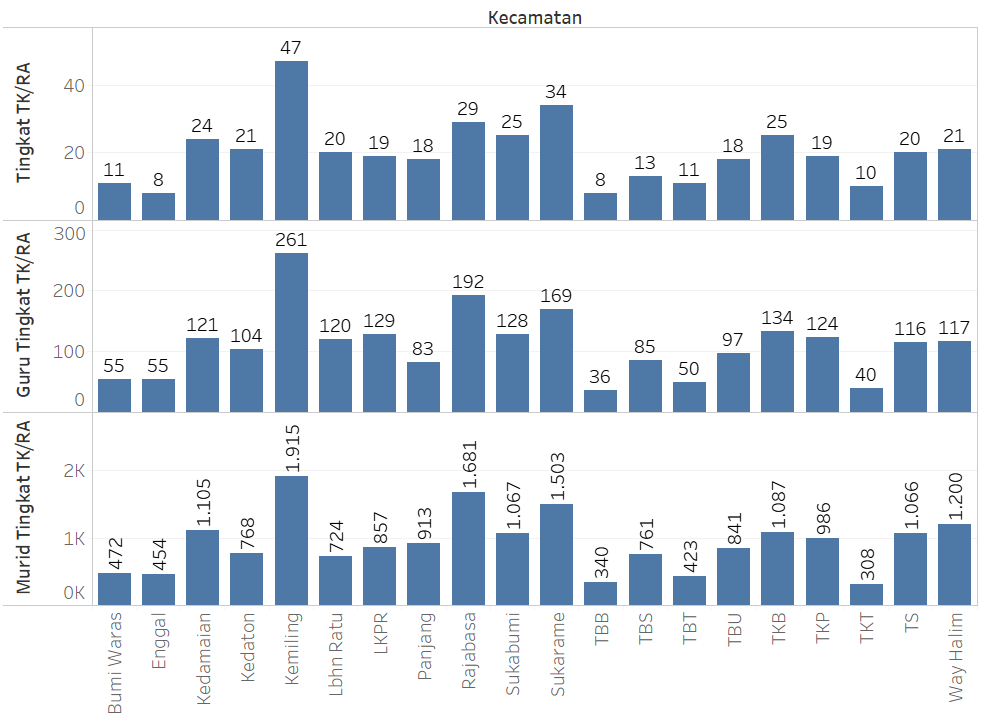 Kecamatan
Tingkat TK/RA
40
20
0
11
8
24
21
47
20
19
18
29
25
34
8
13
11
18
25
19
10
20
21
Guru Tingkat TK/RA
300
200
100
0
55
55
121
104
261
120
129
83
192
128
169
36
85
50
97
134
124
40
116
117
Murid Tingkat TK/RA
2K
1K
0K
472
454
1.105
768
1.915
724
857
913
1.681
1.067
1.503
340
761
423
841
1.087
986
308
1.066
1.200
Bumi Waras
Enggal
Kedamaian
Kedaton
Kemiling
Lbhn Ratu
LKPR
Panjang
Rajabasa
Sukabumi
Sukarame
TBB
TBS
TBT
TBU
TKB
TKP
TKT
TS
Way Halim